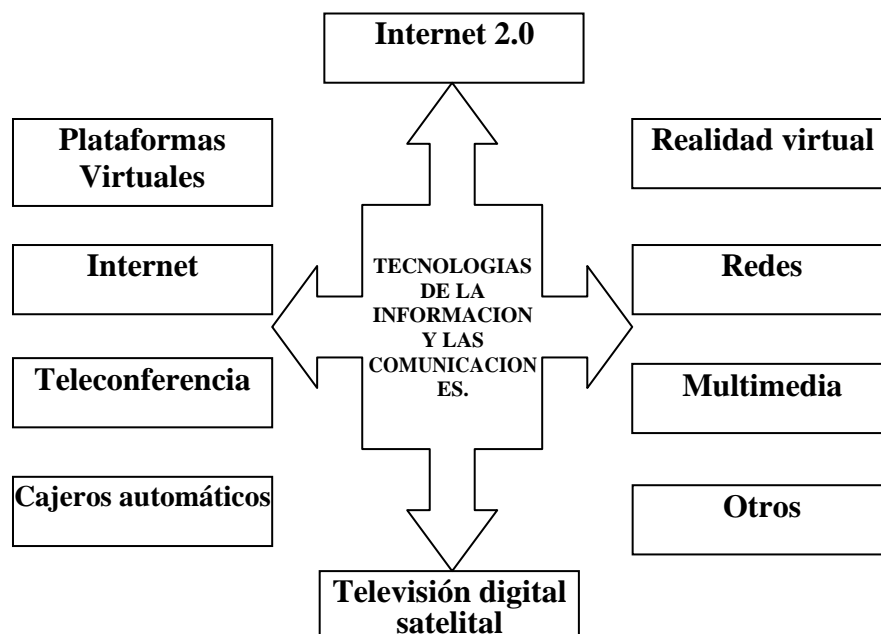 Internet 2.0
Plataformas
Virtuales
Realidad virtual
Internet
Redes
TECNOLOGIAS
DE LA
INFORMACION
Y LAS
COMUNICACION
ES.
Teleconferencia
Multimedia
Cajeros automáticos
Otros
Televisión digital
satelital